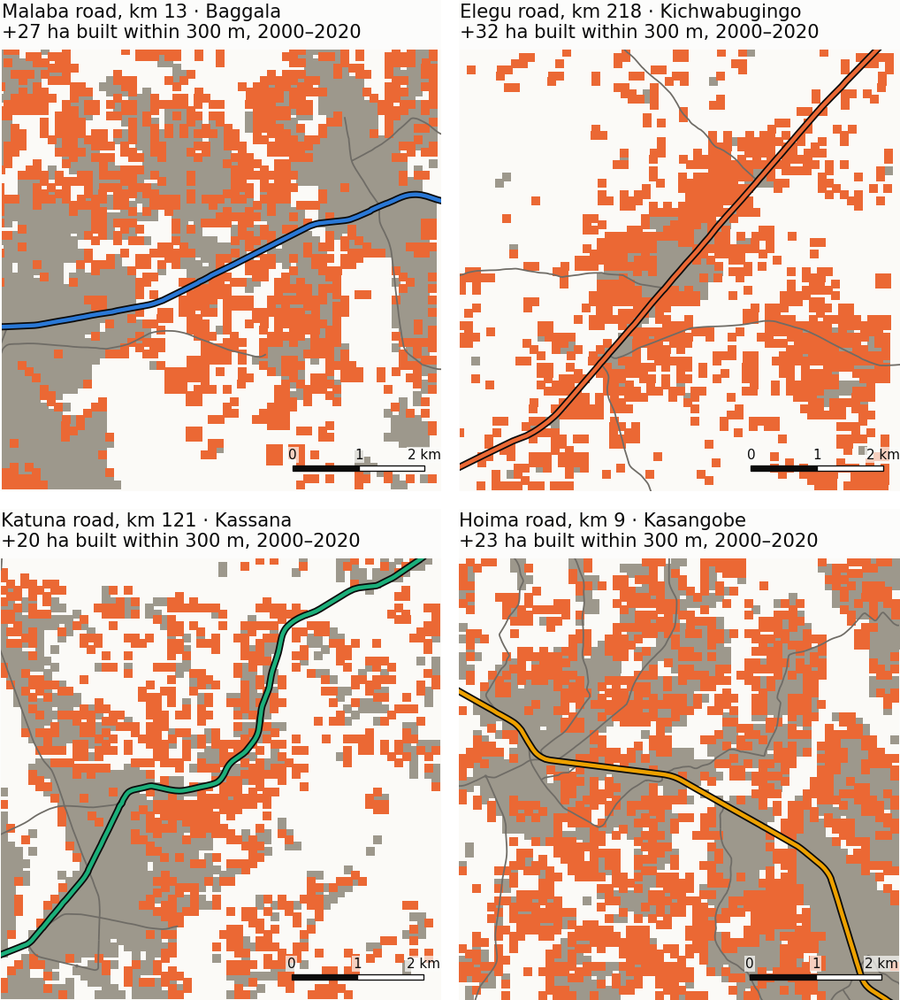 Malaba road, km 13 · Baggala
+27 ha built within 300 m, 2000–2020
0 1 2 km
Elegu road, km 218 · Kichwabugingo
+32 ha built within 300 m, 2000–2020
0 1 2 km
Katuna road, km 121 · Kassana
+20 ha built within 300 m, 2000–2020
0 1 2 km
Hoima road, km 9 · Kasangobe
+23 ha built within 300 m, 2000–2020
0 1 2 km